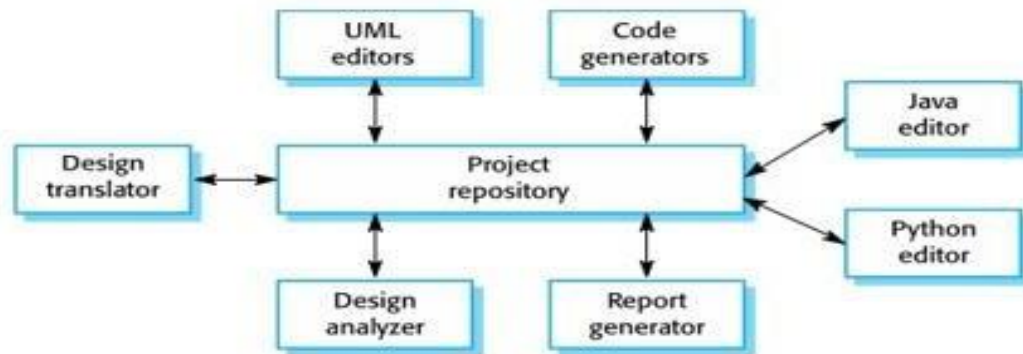 UML
editors
Code
generators
Java
editor
Design
translator
Project
repository
Python
editor
Design
analyzer
Report
generator